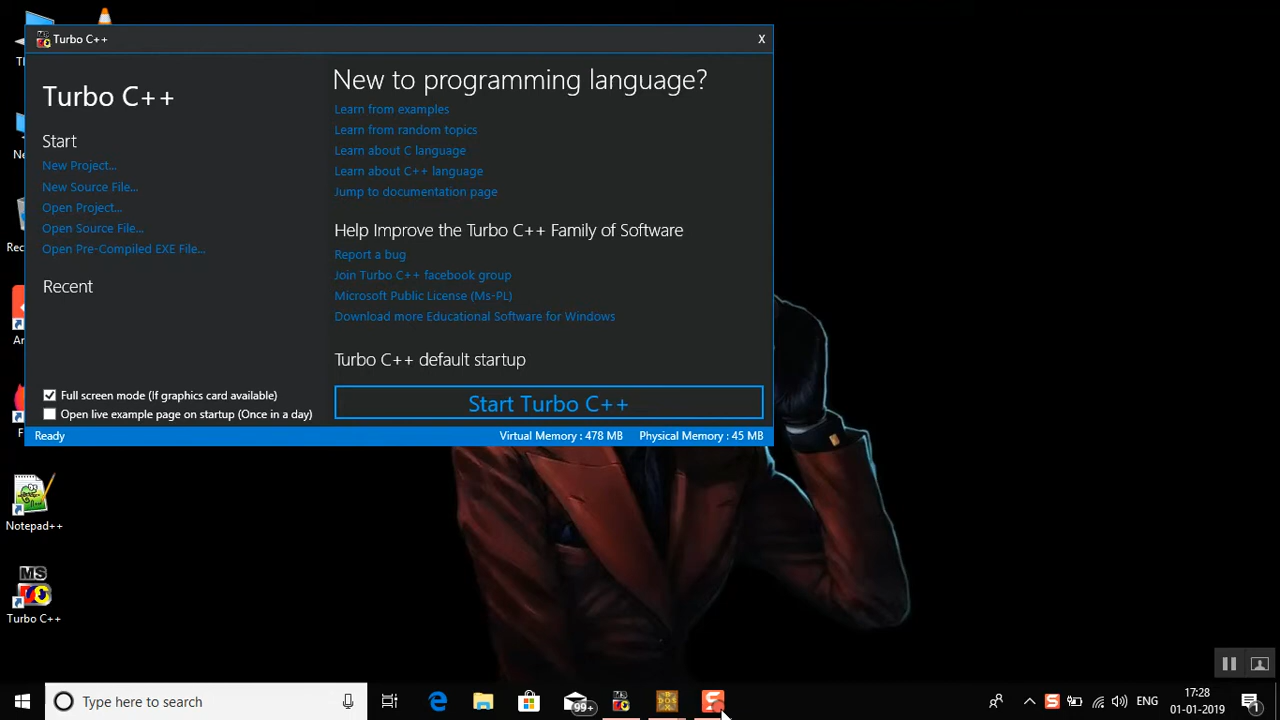 Turbo C++
X
Turbo C++
Start
New Project...
New Source File...
Open Project...
Open Source File...
Open Pre-Compiled EXE File...
Recent
Full screen mode (If graphics card available)
Open live example page on startup (Once in a day)
New to programming language?
Learn from examples
Learn from random topics
Learn about C language
Learn about C++ language
Jump to documentation page
Help Improve the Turbo C++ Family of Software
Report a bug
Join Turbo C++ facebook group
Microsoft Public License (Ms-PL)
Download more Educational Software for Windows
Turbo C++ default startup
Start Turbo C++
Ready
Virtual Memory : 478 MB
Physical Memory : 45 MB
Notepad++
MS
Turbo C++
Type here to search
99+
ENG
17:28
01-01-2019
1